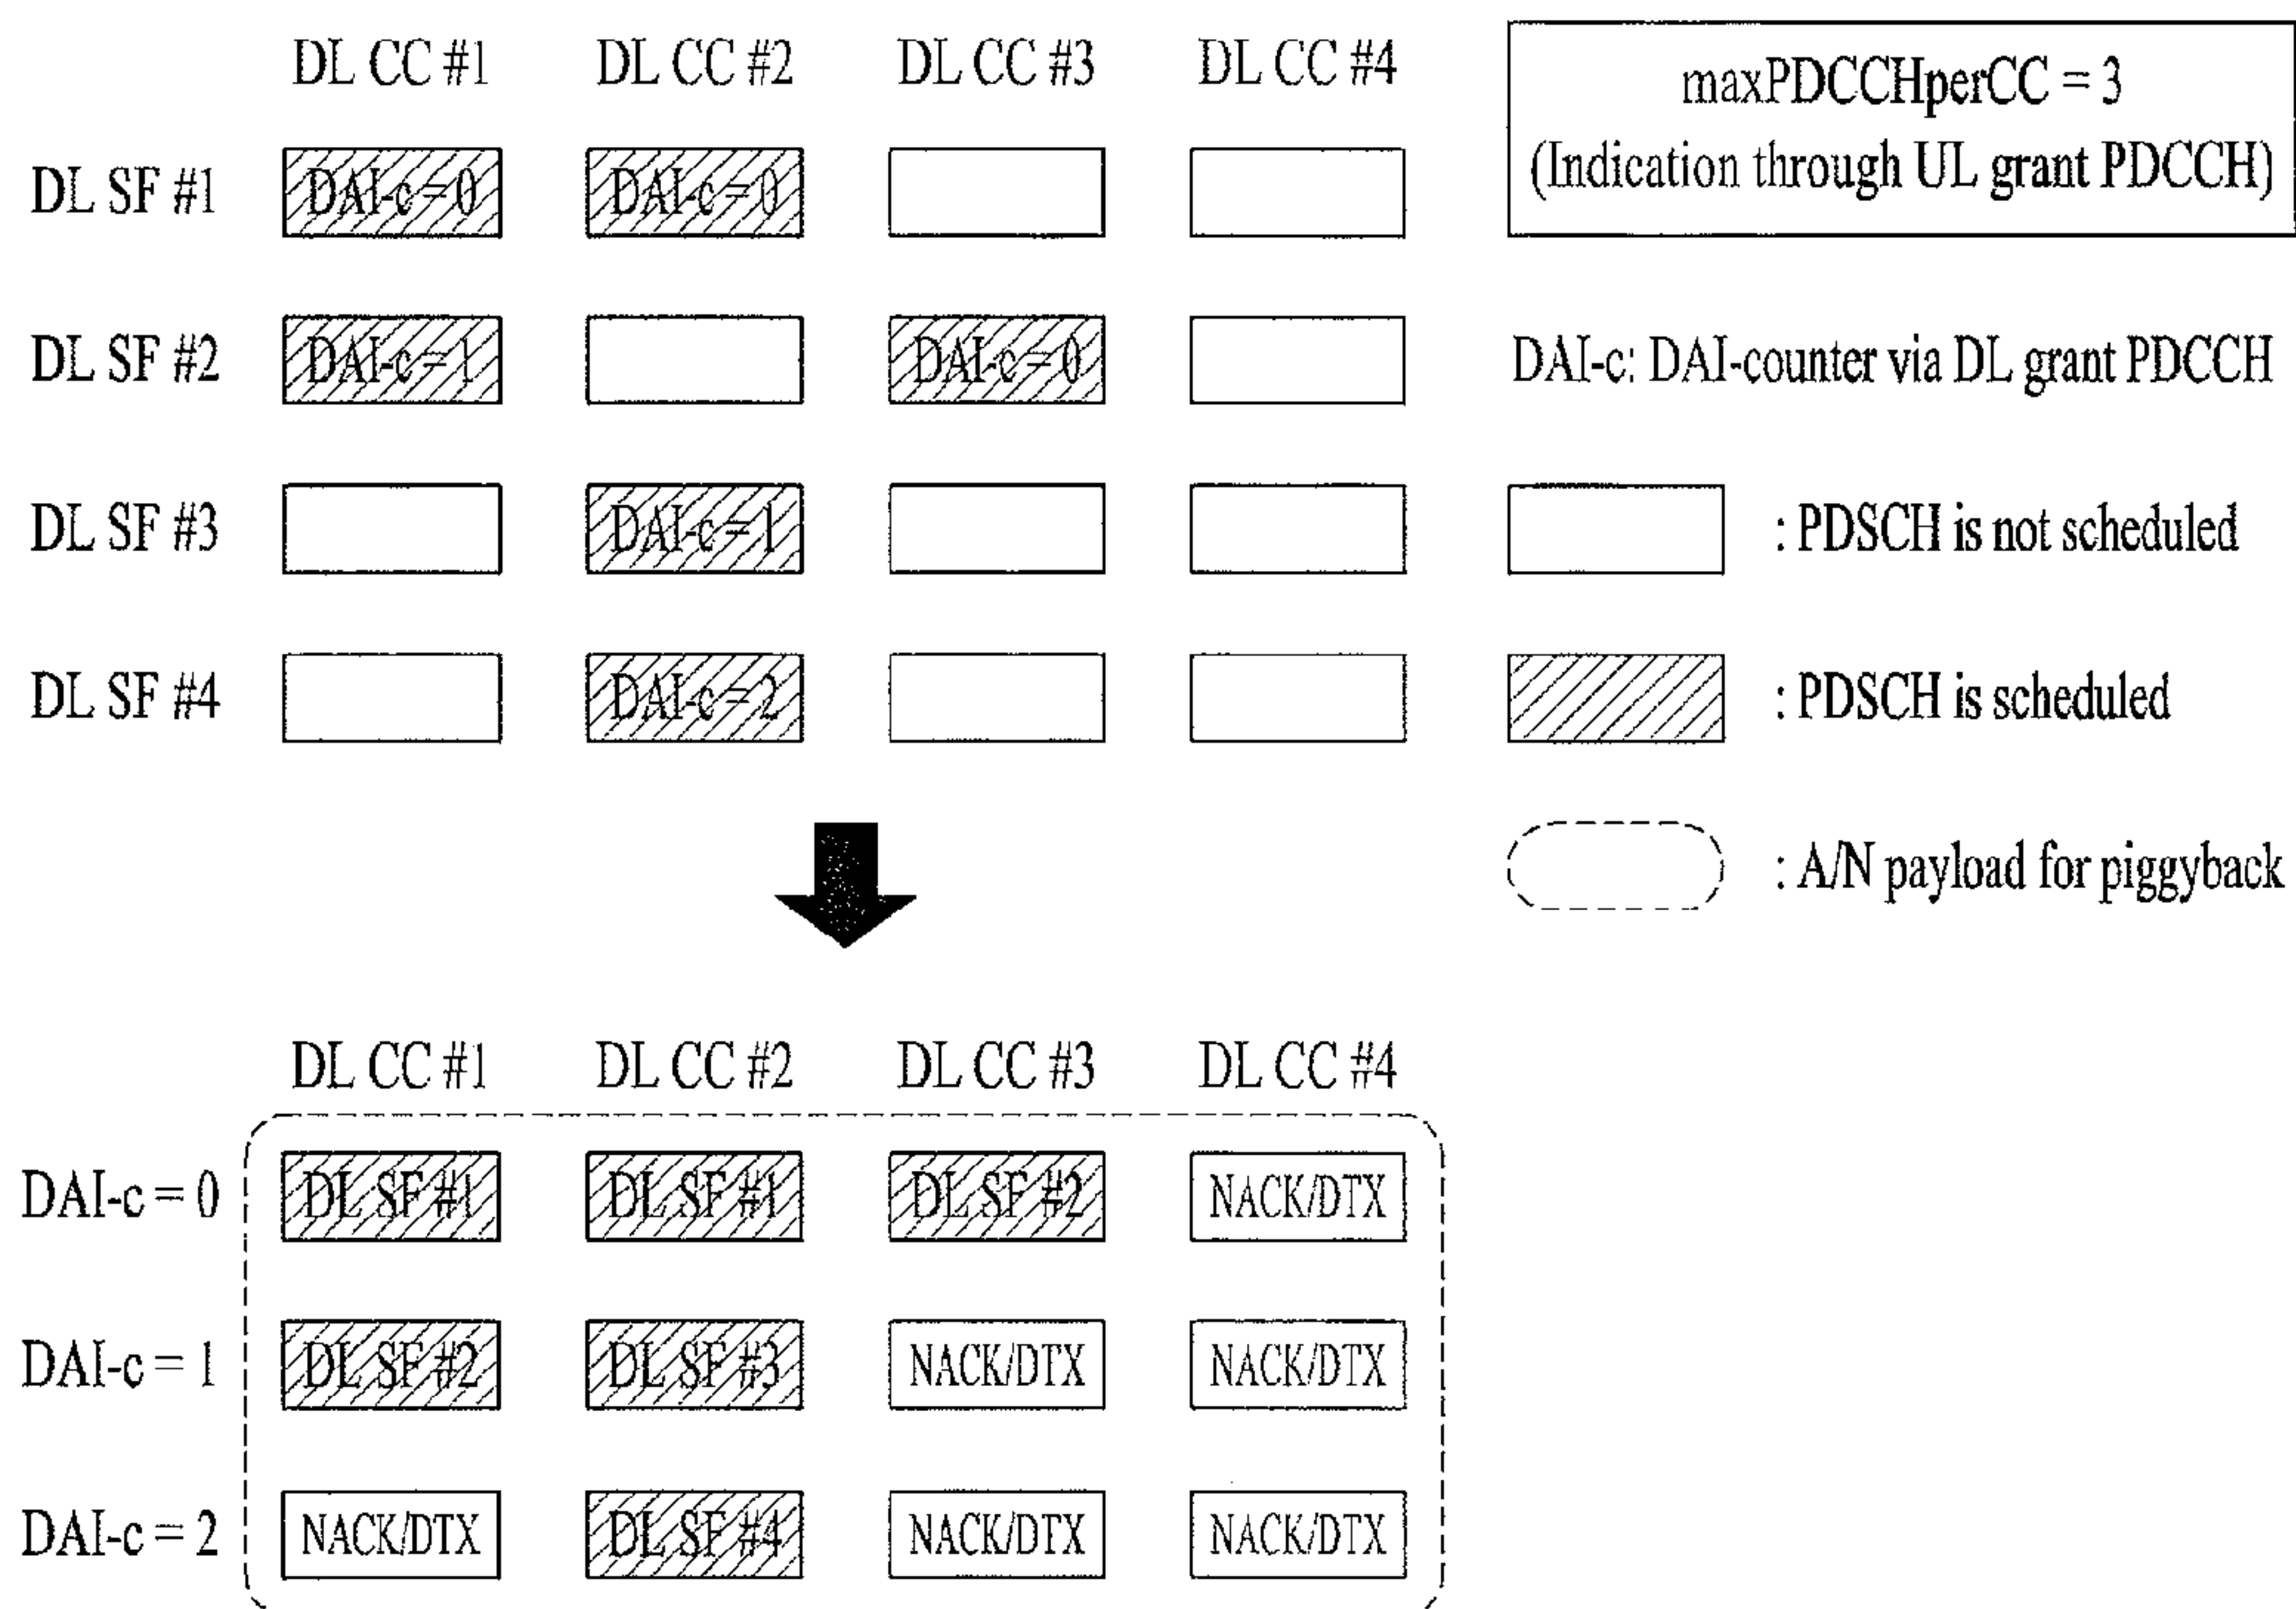 DL CC #1 DL CC #2 DL CC #3 DL CC #4
maxPDCCHperCC = 3
(Indication through UL grant PDCCH)
DL SF #1 DAI-c = 0 DAI-c = 0
DL SF #2 DAI-c = 1 DAI-c = 0
DAI-c: DAI-counter via DL grant PDCCH
DL SF #3 DAI-c = 1
: PDSCH is not scheduled
DL SF #4 DAI-c = 2
: PDSCH is scheduled
: A/N payload for piggyback
DL CC #1 DL CC #2 DL CC #3 DL CC #4
DAI-c = 0 DL SF #1 DL SF #1 DL SF #2 NACK/DTX
DAI-c = 1 DL SF #2 DL SF #3 NACK/DTX NACK/DTX
DAI-c = 2 NACK/DTX DL SF #4 NACK/DTX NACK/DTX